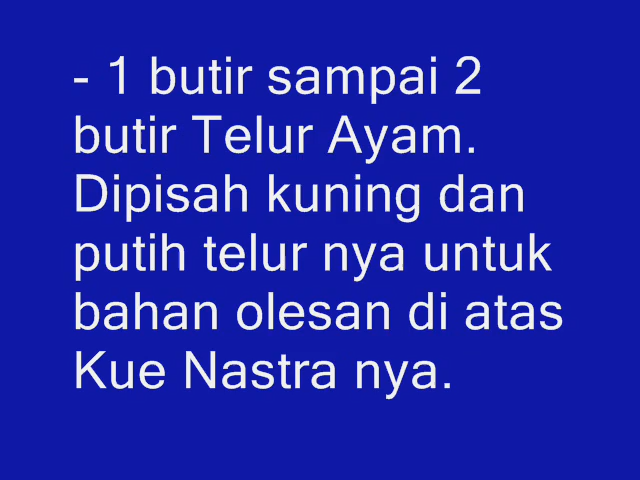 - 1 butir sampai 2
butir Telur Ayam.
Dipisah kuning dan
putih telur nya untuk
bahan olesan di atas
Kue Nastra nya.